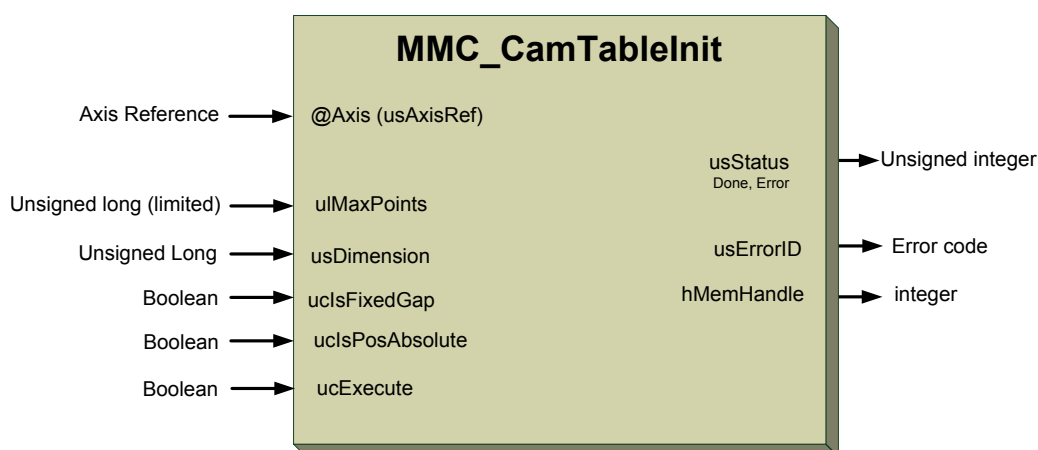 MMC_CamTableInit
Axis Reference @Axis (usAxisRef)
usStatus Unsigned integer
Done, Error
Unsigned long (limited) ulMaxPoints
Unsigned Long usDimension usErrorID Error code
Boolean ucIsFixedGap hMemHandle integer
Boolean ucIsPosAbsolute
Boolean ucExecute